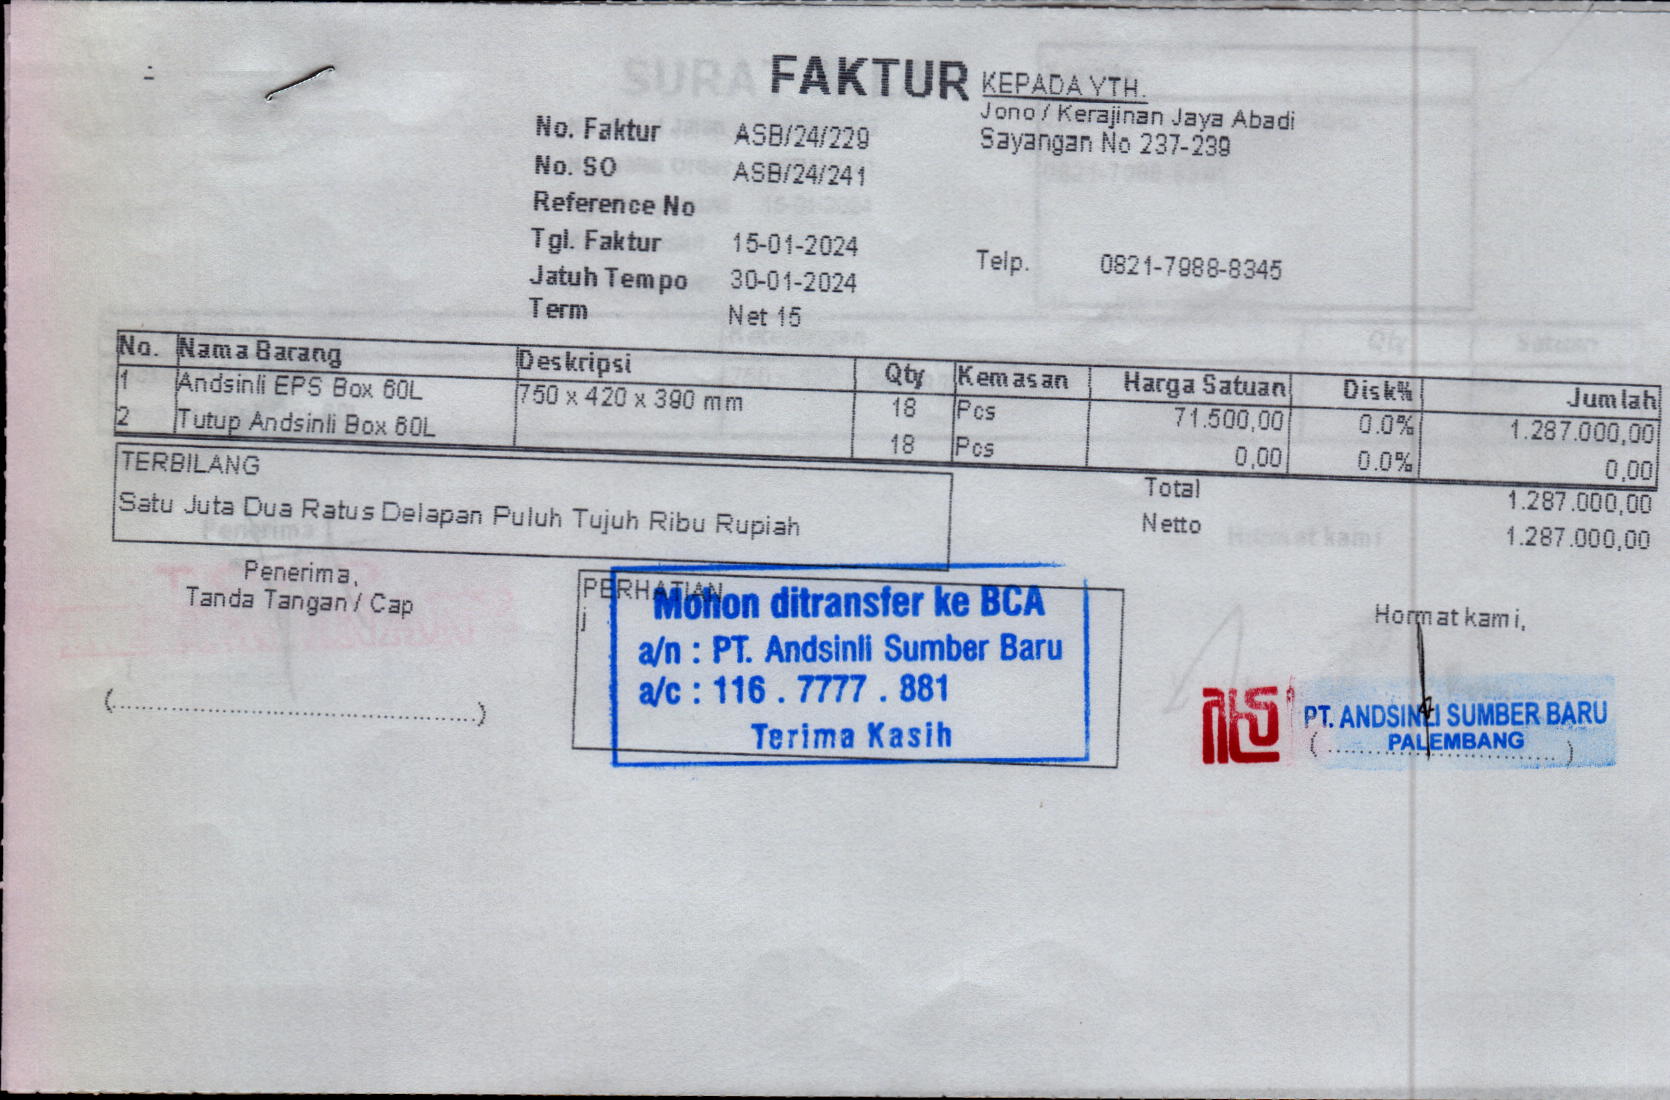 FAKTUR
KEPADA YTH.
Jono / Kerajinan Jaya Abadi
Sayangan No 237-239
No. Faktur ASB/24/229
No. SO ASB/24/241
Reference No
Tgl. Faktur 15-01-2024
Telp. 0821-7988-8345
Jatuh Tempo 30-01-2024
Term Net 15
No. Nama Barang Deskripsi Qty Kemasan Harga Satuan Disk% Jumlah
1 Andsinli EPS Box 60L 750 x 420 x 390 mm 18 Pcs 71.500,00 0.0% 1.287.000,00
2 Tutup Andsinli Box 60L 18 Pcs 0,00 0.0% 0,00
TERBILANG
Satu Juta Dua Ratus Delapan Puluh Tujuh Ribu Rupiah
Total 1.287.000,00
Netto 1.287.000,00
Penerima,
Tanda Tangan / Cap
(........................................)
PERHATIAN
j
Mohon ditransfer ke BCA
a/n : PT. Andsinli Sumber Baru
a/c : 116 . 7777 . 881
Terima Kasih
Hormat kami,
PT. ANDSINLI SUMBER BARU
PALEMBANG
(............................)